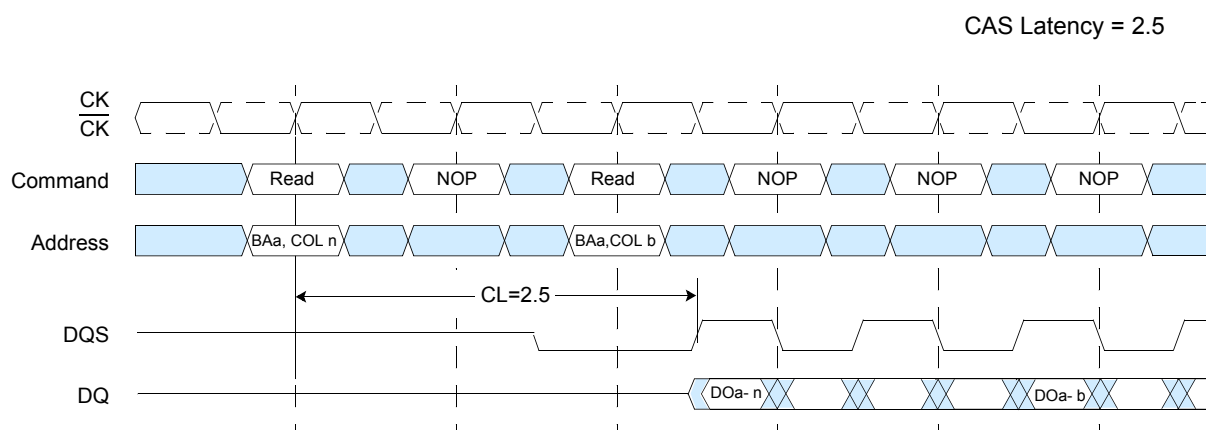 CAS Latency = 2.5
CK
CK
Command
Read
NOP
Read
NOP
NOP
NOP
Address
BAa, COL n
BAa,COL b
CL=2.5
DQS
DQ
DOa- n
DOa- b